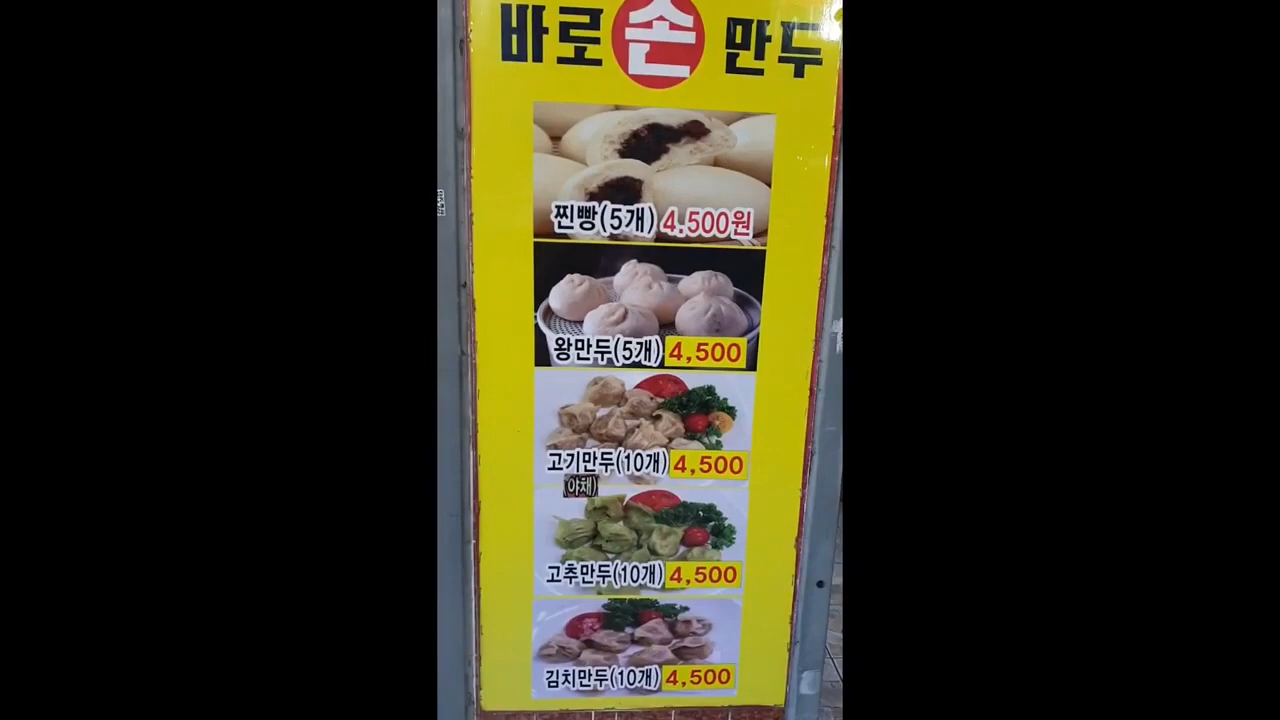 바로 손 만두
찐빵(5개) 4,500원
왕만두(5개) 4,500
고기만두(10개) 4,500
(야채)
고추만두(10개) 4,500
김치만두(10개) 4,500